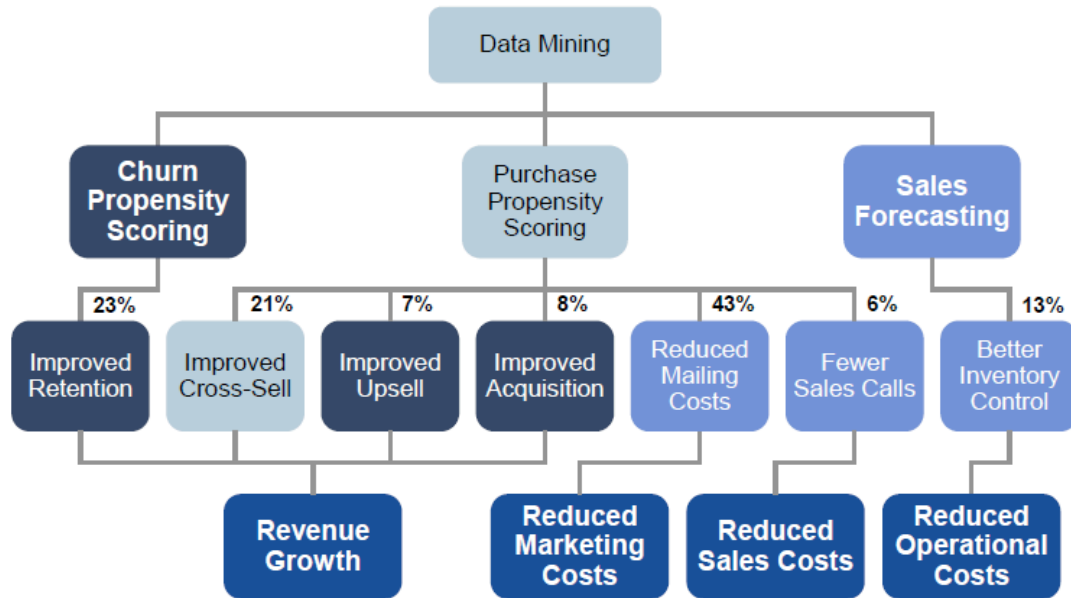 Data Mining
Churn
Propensity
Scoring
Purchase
Propensity
Scoring
Sales
Forecasting
23%
21%
7%
8%
43%
6%
13%
Improved
Retention
Improved
Cross-Sell
Improved
Upsell
Improved
Acquisition
Reduced
Mailing
Costs
Fewer
Sales Calls
Better
Inventory
Control
Revenue
Growth
Reduced
Marketing
Costs
Reduced
Sales Costs
Reduced
Operational
Costs